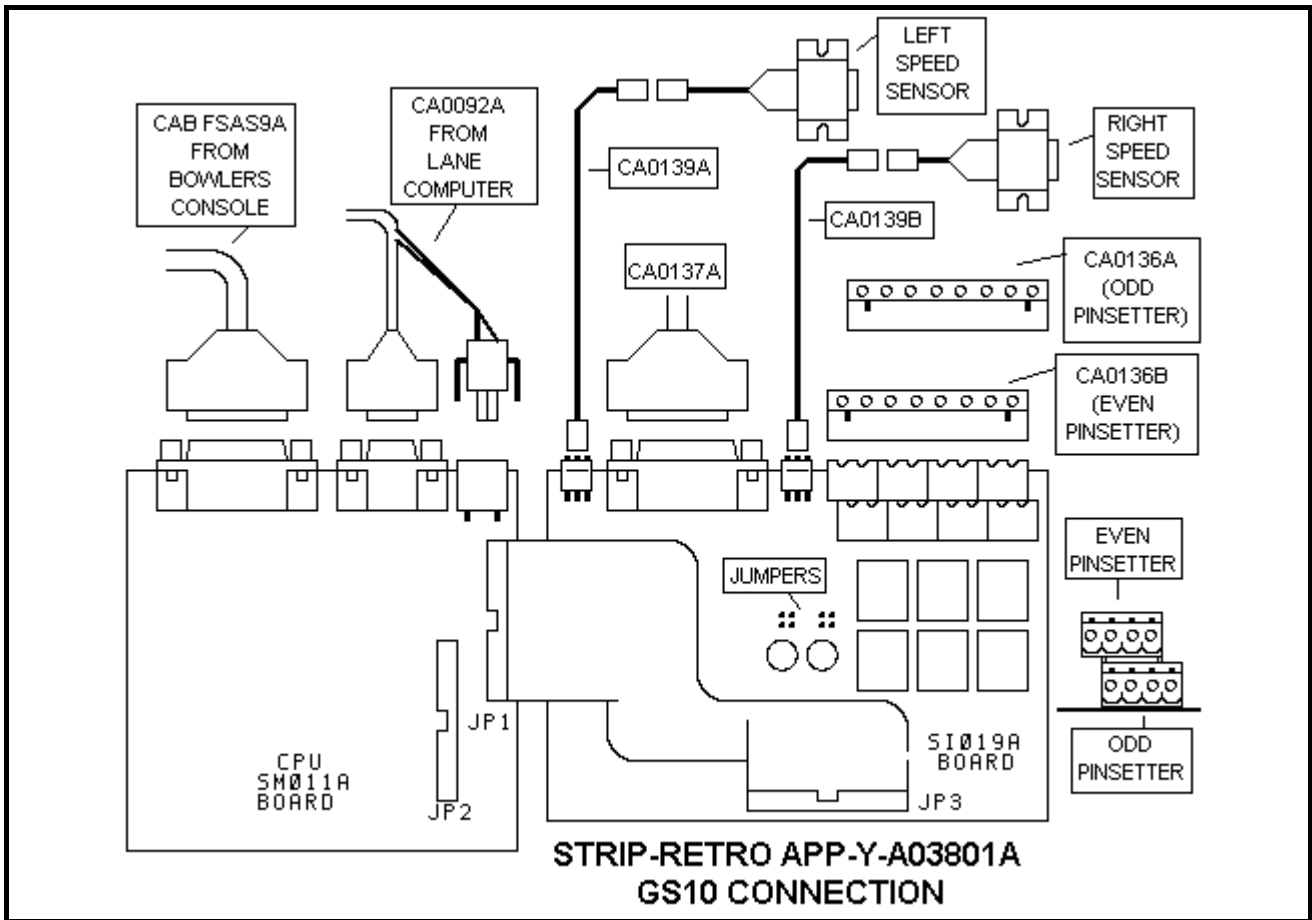 LEFT
SPEED
SENSOR
CAB FSAS9A
FROM
BOWLERS
CONSOLE
CA0092A
FROM
LANE
COMPUTER
CA0139A
RIGHT
SPEED
SENSOR
CA0139B
CA0137A
CA0136A
(ODD
PINSETTER)
CA0136B
(EVEN
PINSETTER)
JUMPERS
EVEN
PINSETTER
ODD
PINSETTER
JP1
CPU
SM011A
BOARD
JP2
SI019A
BOARD
JP3
STRIP-RETRO APP-Y-A03801A
GS10 CONNECTION